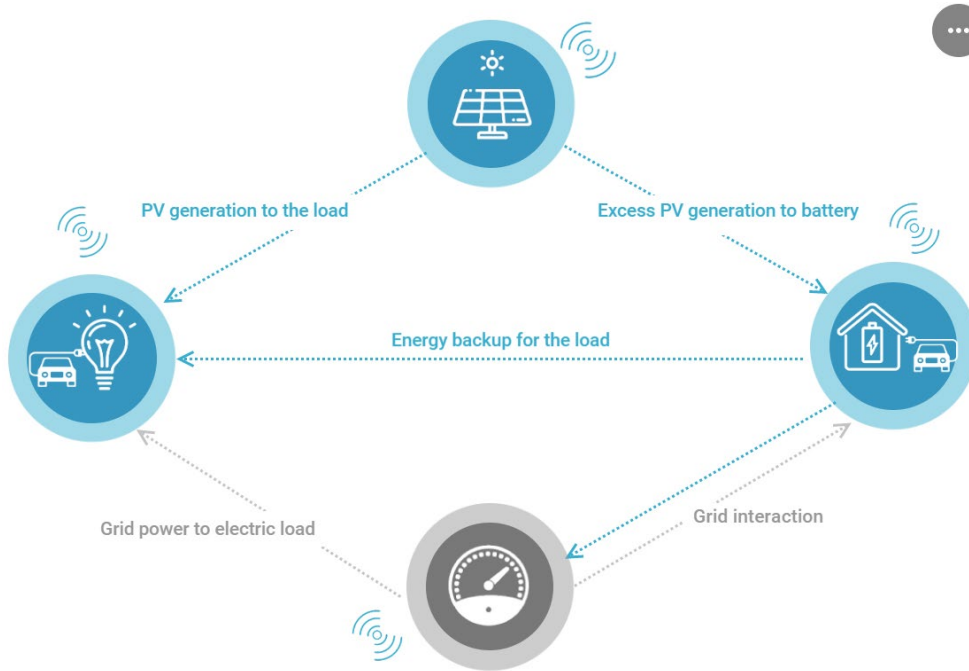 PV generation to the load
Excess PV generation to battery
Energy backup for the load
Grid power to electric load
Grid interaction